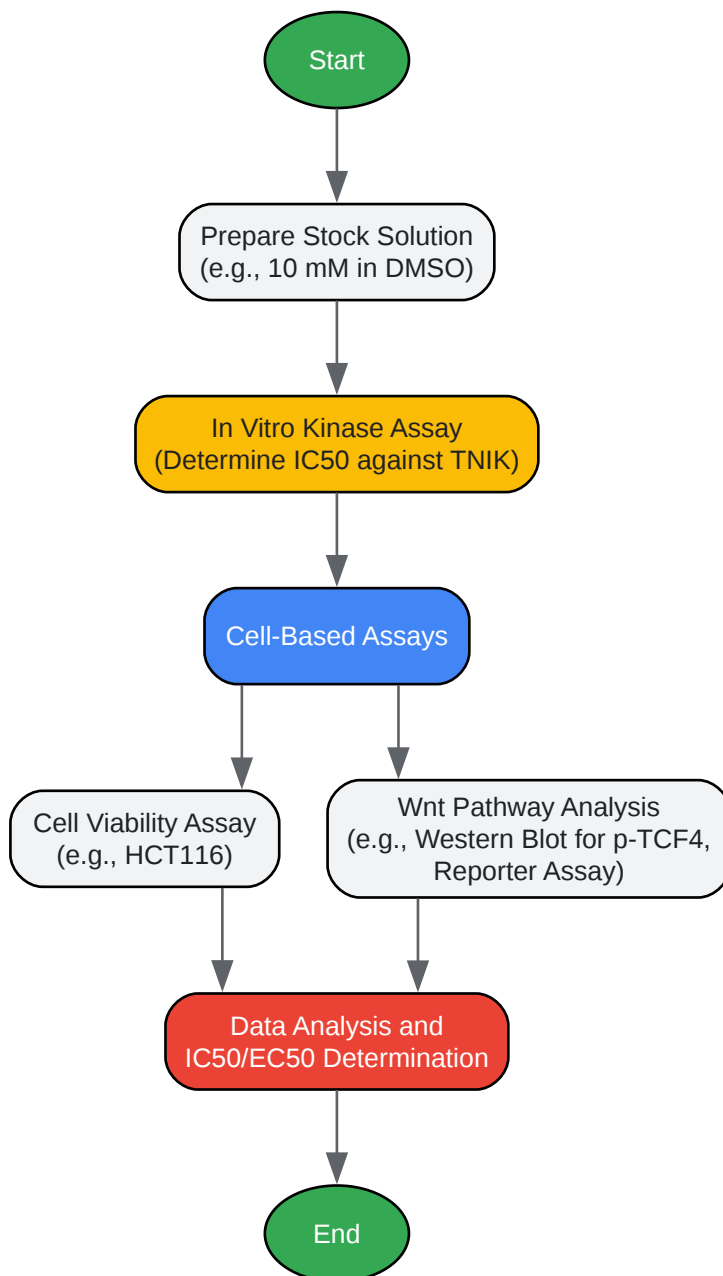 Start
Prepare Stock Solution
(e.g., 10 mM in DMSO)
In Vitro Kinase Assay
(Determine IC50 against TNIK)
Cell-Based Assays
Cell Viability Assay
(e.g., HCT116)
Wnt Pathway Analysis
(e.g., Western Blot for p-TCF4,
Reporter Assay)
Data Analysis and
IC50/EC50 Determination
End